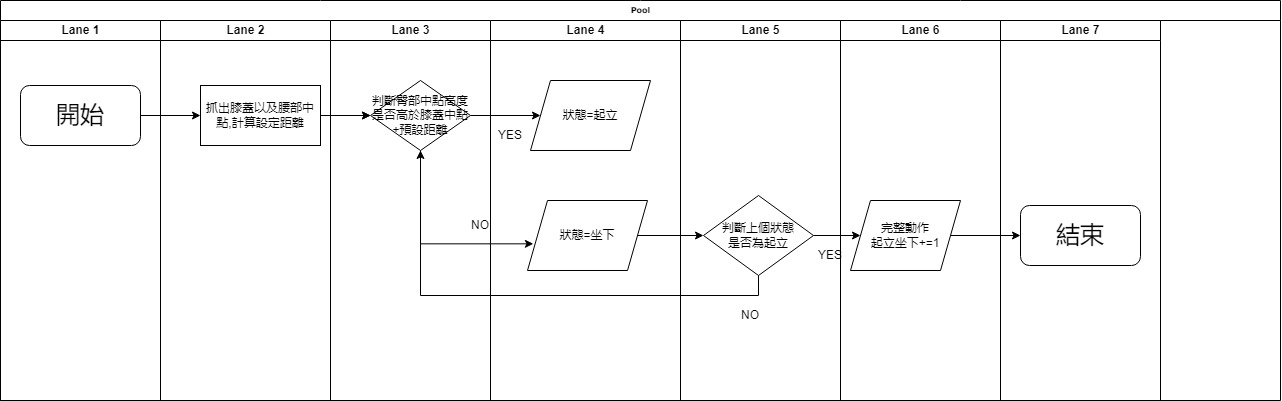 Pool
Lane 1
Lane 2
Lane 3
Lane 4
Lane 5
Lane 6
Lane 7
開始
抓出膝蓋以及腰部中
點,計算設定距離
判斷臀部中點高度
是否高於膝蓋中點
+預設距離
YES
狀態=起立
NO
狀態=坐下
判斷上個狀態
是否為起立
YES
完整動作
起立坐下+=1
結束
NO